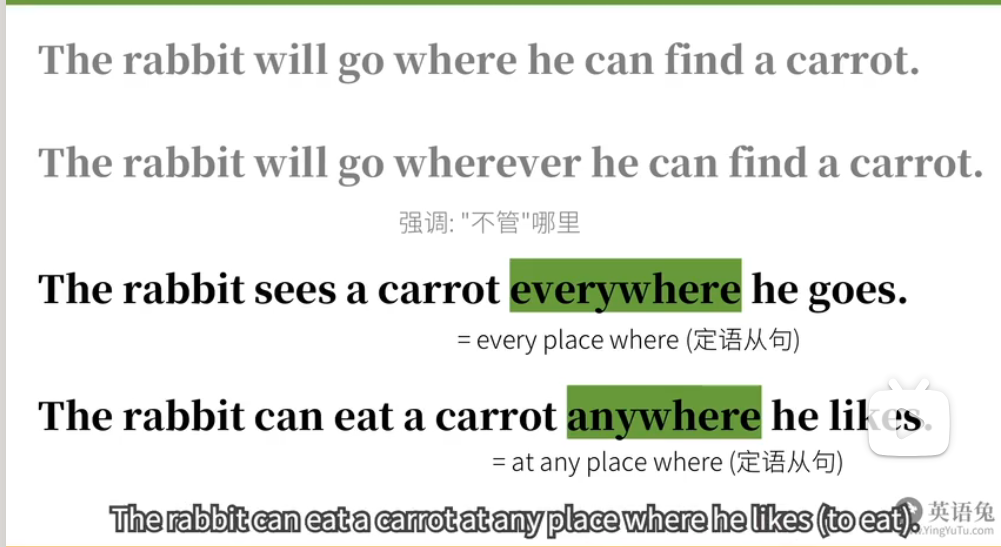 The rabbit will go where he can find a carrot.
The rabbit will go wherever he can find a carrot.
强调: "不管"哪里
The rabbit sees a carrot everywhere he goes.
= every place where (定语从句)
The rabbit can eat a carrot anywhere he likes.
= at any place where (定语从句)
The rabbit can eat a carrot at any place where he likes (to eat).
英语兔
www.YingYuTu.com